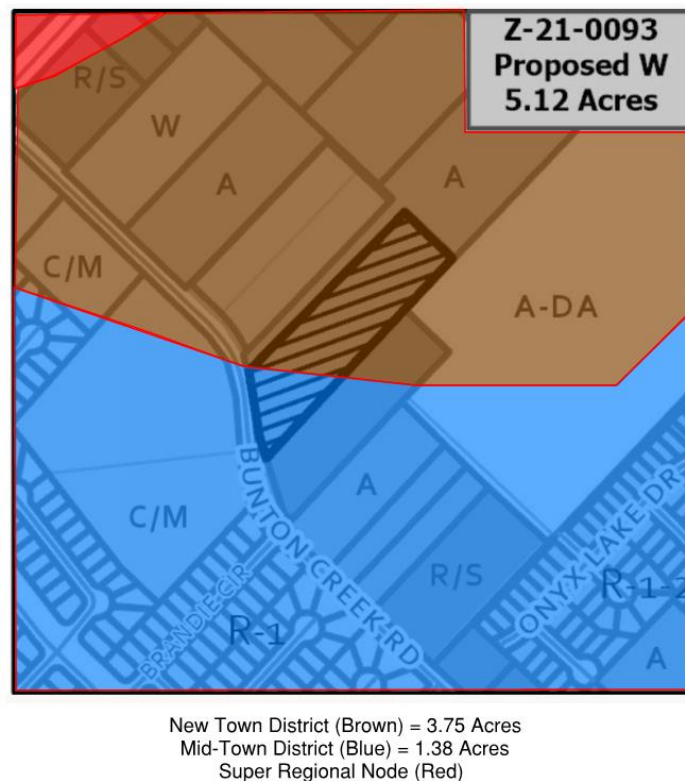 Z-21-0093
Proposed W
5.12 Acres
R/S
W
A
A
C/M
A-DA
A
C/M
R/S
BUNTON CREEK RD
BRANDIE CIR
R-1
ONYX LAKE DR
R-1-2
A
New Town District (Brown) = 3.75 Acres
Mid-Town District (Blue) = 1.38 Acres
Super Regional Node (Red)